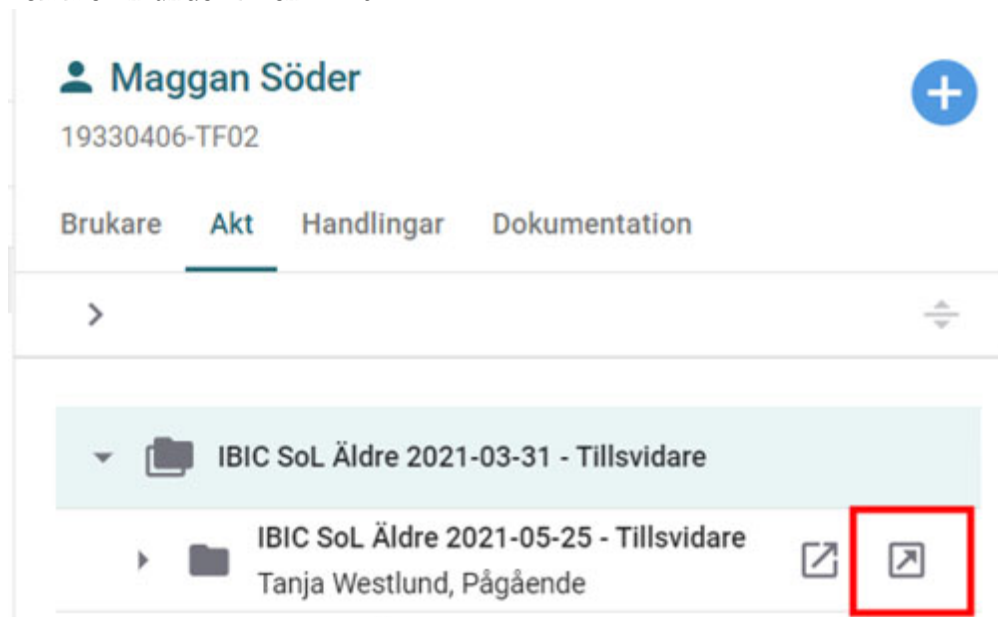 Maggan Söder
19330406-TF02
Brukare Akt Handlingar Dokumentation
IBIC SoL Äldre 2021-03-31 - Tillsvidare
IBIC SoL Äldre 2021-05-25 - Tillsvidare
Tanja Westlund, Pågående